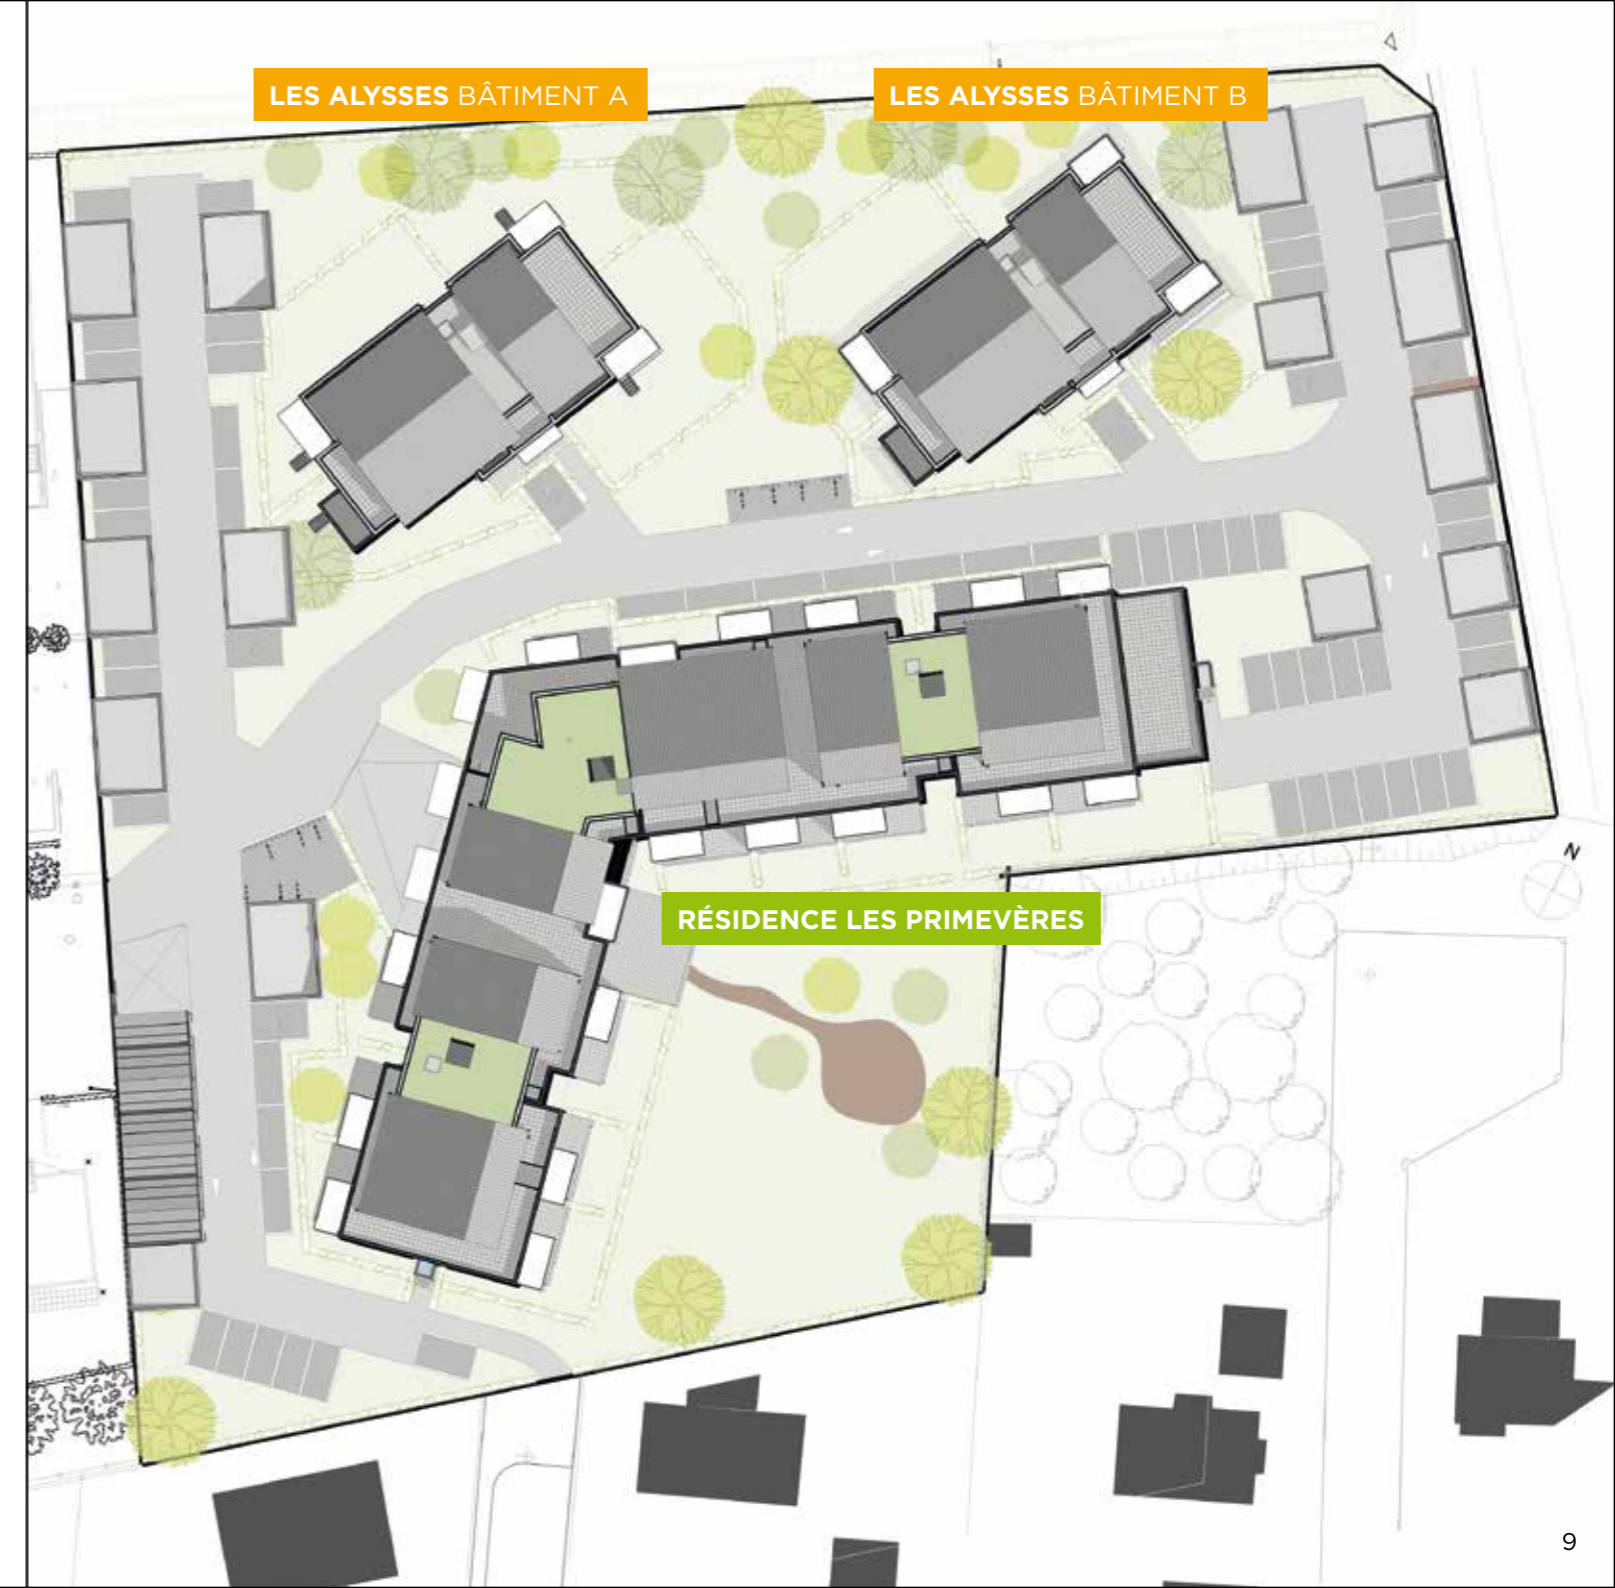 LES ALYSSES BÂTIMENT A
LES ALYSSES BÂTIMENT B
N
RÉSIDENCE LES PRIMEVÈRES
9